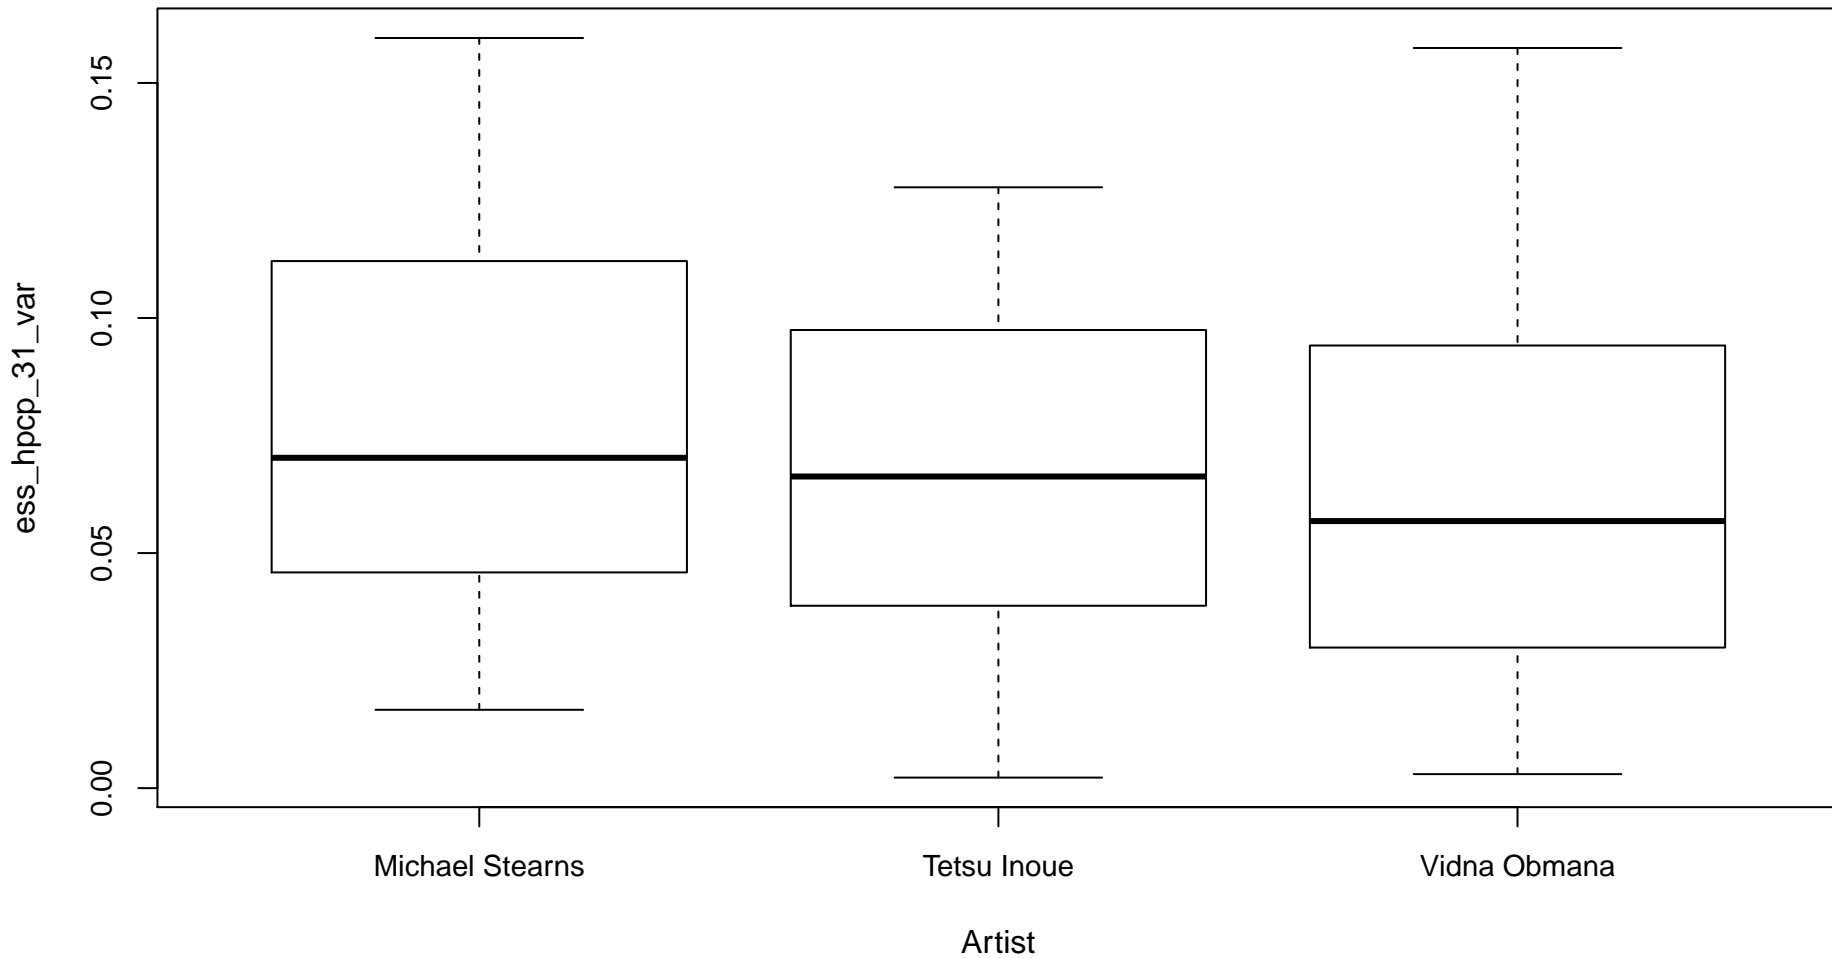 ess_hpcp_31_var
0.15
0.10
0.05
0.00
Michael Stearns
Tetsu Inoue
Vidna Obmana
Artist